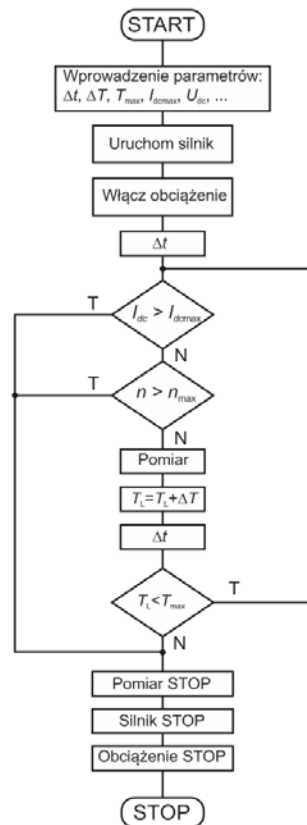 START
Wprowadzenie parametrów:
Δt, ΔT, Tmax, Idcmax, Udc, ...
Uruchom silnik
Włącz obciążenie
Δt
T
Idc > Idcmax
N
T
n > nmax
N
Pomiar
TL=TL+ΔT
Δt
TL<Tmax
T
N
Pomiar STOP
Silnik STOP
Obciążenie STOP
STOP